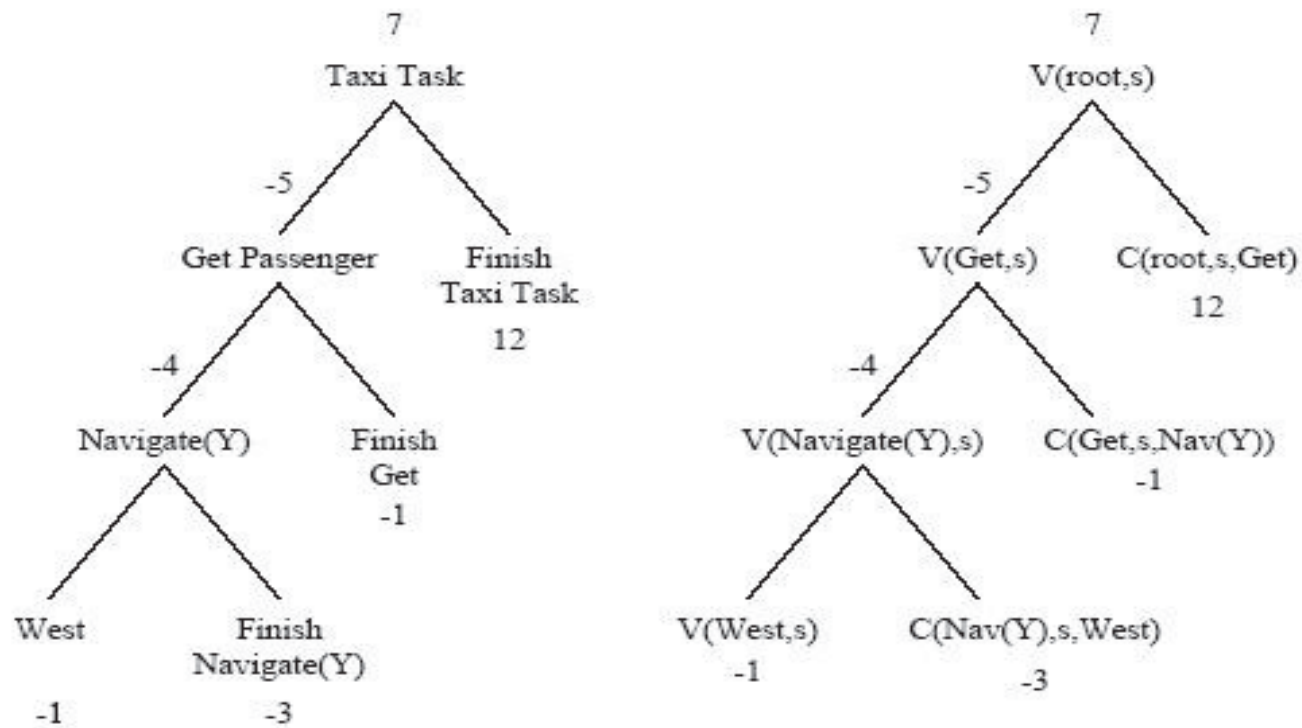 7
Taxi Task
-5
Get Passenger
Finish
Taxi Task
12
-4
Navigate(Y)
Finish
Get
-1
West
Finish
Navigate(Y)
-1
-3
7
V(root,s)
-5
V(Get,s)
C(root,s,Get)
12
-4
V(Navigate(Y),s)
C(Get,s,Nav(Y))
-1
V(West,s)
-1
C(Nav(Y),s,West)
-3